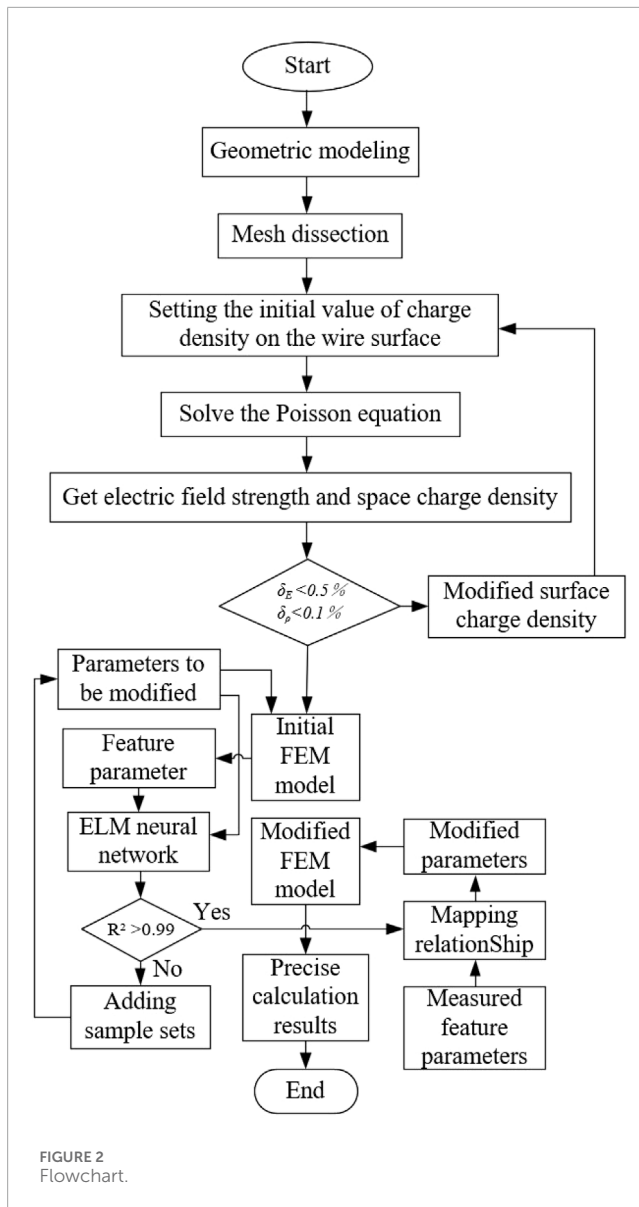 Start
Geometric modeling
Mesh dissection
Setting the initial value of charge
density on the wire surface
Solve the Poisson equation
Get electric field strength and space charge density
δE<0.5%
δρ<0.1%
Modified surface
charge density
Parameters to
be modified
Initial
FEM
model
Feature
parameter
ELM neural
network
Modified
FEM
model
Modified
parameters
R² >0.99
Yes
Mapping
relationShip
No
Adding
sample sets
Precise
calculation
results
Measured
feature
parameters
End
FIGURE 2
Flowchart.